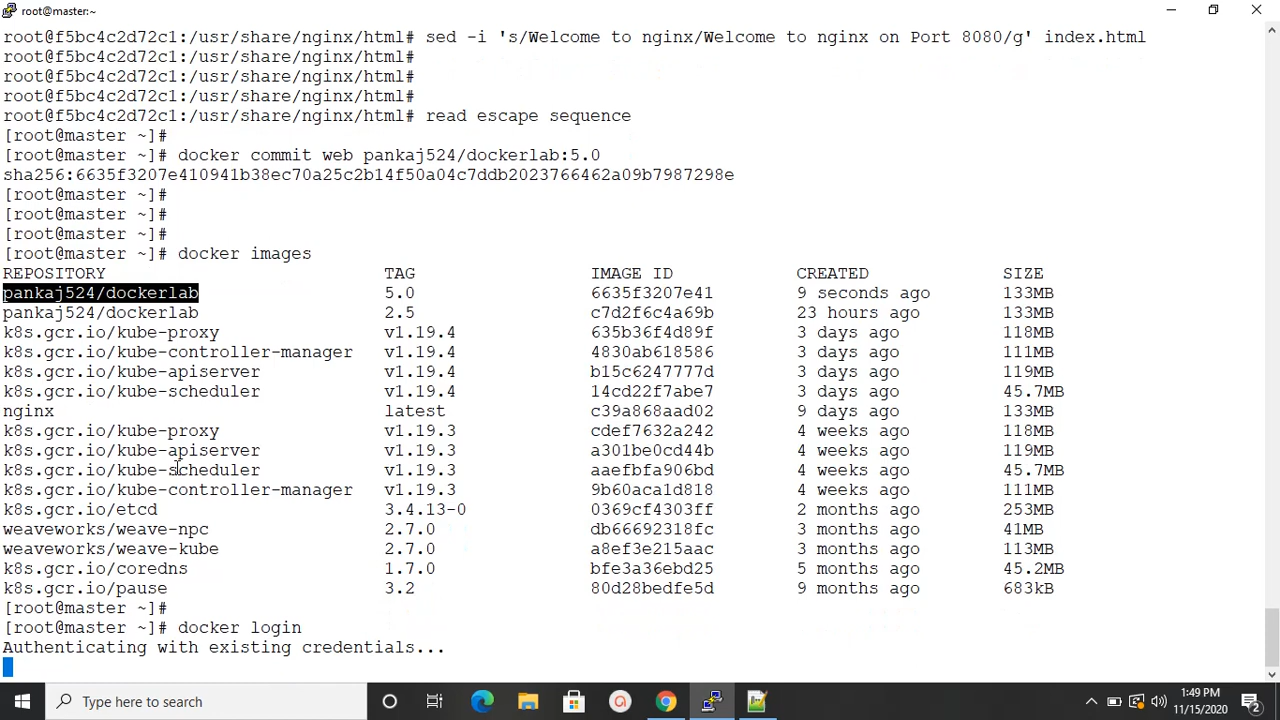 root@master:~
root@f5bc4c2d72c1:/usr/share/nginx/html# sed -i 's/Welcome to nginx/Welcome to nginx on Port 8080/g' index.html
root@f5bc4c2d72c1:/usr/share/nginx/html#
root@f5bc4c2d72c1:/usr/share/nginx/html#
root@f5bc4c2d72c1:/usr/share/nginx/html#
root@f5bc4c2d72c1:/usr/share/nginx/html# read escape sequence
[root@master ~]#
[root@master ~]# docker commit web pankaj524/dockerlab:5.0
sha256:6635f3207e410941b38ec70a25c2b14f50a04c7ddb2023766462a09b7987298e
[root@master ~]#
[root@master ~]#
[root@master ~]#
[root@master ~]# docker images
REPOSITORY TAG IMAGE ID CREATED SIZE
pankaj524/dockerlab 5.0 6635f3207e41 9 seconds ago 133MB
pankaj524/dockerlab 2.5 c7d2f6c4a69b 23 hours ago 133MB
k8s.gcr.io/kube-proxy v1.19.4 635b36f4d89f 3 days ago 118MB
k8s.gcr.io/kube-controller-manager v1.19.4 4830ab618586 3 days ago 111MB
k8s.gcr.io/kube-apiserver v1.19.4 b15c6247777d 3 days ago 119MB
k8s.gcr.io/kube-scheduler v1.19.4 14cd22f7abe7 3 days ago 45.7MB
nginx latest c39a868aad02 9 days ago 133MB
k8s.gcr.io/kube-proxy v1.19.3 cdef7632a242 4 weeks ago 118MB
k8s.gcr.io/kube-apiserver v1.19.3 a301be0cd44b 4 weeks ago 119MB
k8s.gcr.io/kube-scheduler v1.19.3 aaefbfa906bd 4 weeks ago 45.7MB
k8s.gcr.io/kube-controller-manager v1.19.3 9b60aca1d818 4 weeks ago 111MB
k8s.gcr.io/etcd 3.4.13-0 0369cf4303ff 2 months ago 253MB
weaveworks/weave-npc 2.7.0 db66692318fc 3 months ago 41MB
weaveworks/weave-kube 2.7.0 a8ef3e215aac 3 months ago 113MB
k8s.gcr.io/coredns 1.7.0 bfe3a36ebd25 5 months ago 45.2MB
k8s.gcr.io/pause 3.2 80d28bedfe5d 9 months ago 683kB
[root@master ~]#
[root@master ~]# docker login
Authenticating with existing credentials...
Type here to search
1:49 PM
11/15/2020
2